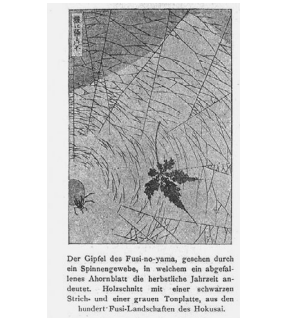 Der Gipfel des Fusi-no-yama, gesehen durch
ein Spinnengewebe, in welchem ein abgefal-
lenes Ahornblatt die herbstliche Jahrzeit an-
deutet. Holzschnitt mit einer schwarzen
Strich- und einer grauen Tonplatte, aus den
hundert Fusi-Landschaften des Hokusai.